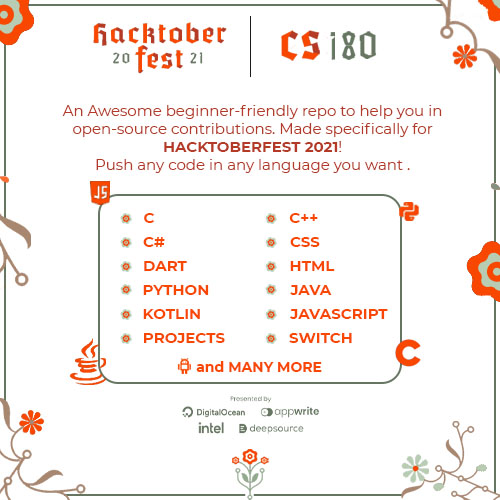 hacktober
20 fest 21
CS i80
An Awesome beginner-friendly repo to help you in
open-source contributions. Made specifically for
HACKTOBERFEST 2021!
Push any code in any language you want .
JS
C
C++
C#
CSS
DART
HTML
PYTHON
JAVA
KOTLIN
JAVASCRIPT
PROJECTS
SWITCH
C
and MANY MORE
Presented by
DigitalOcean
appwrite
intel
deepsource